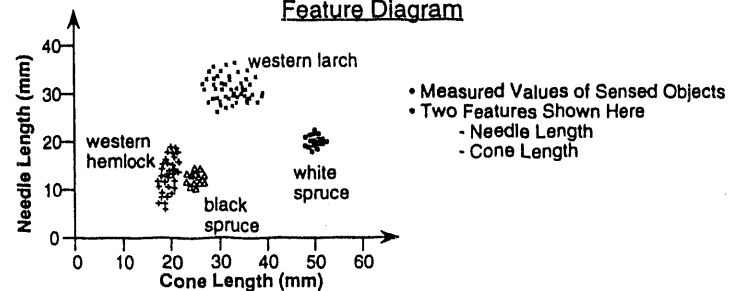 Feature Diagram
Needle Length (mm)
40
30
20
10
0
western larch
western
hemlock
black
spruce
white
spruce
0 10 20 30 40 50 60
Cone Length (mm)
• Measured Values of Sensed Objects
• Two Features Shown Here
- Needle Length
- Cone Length